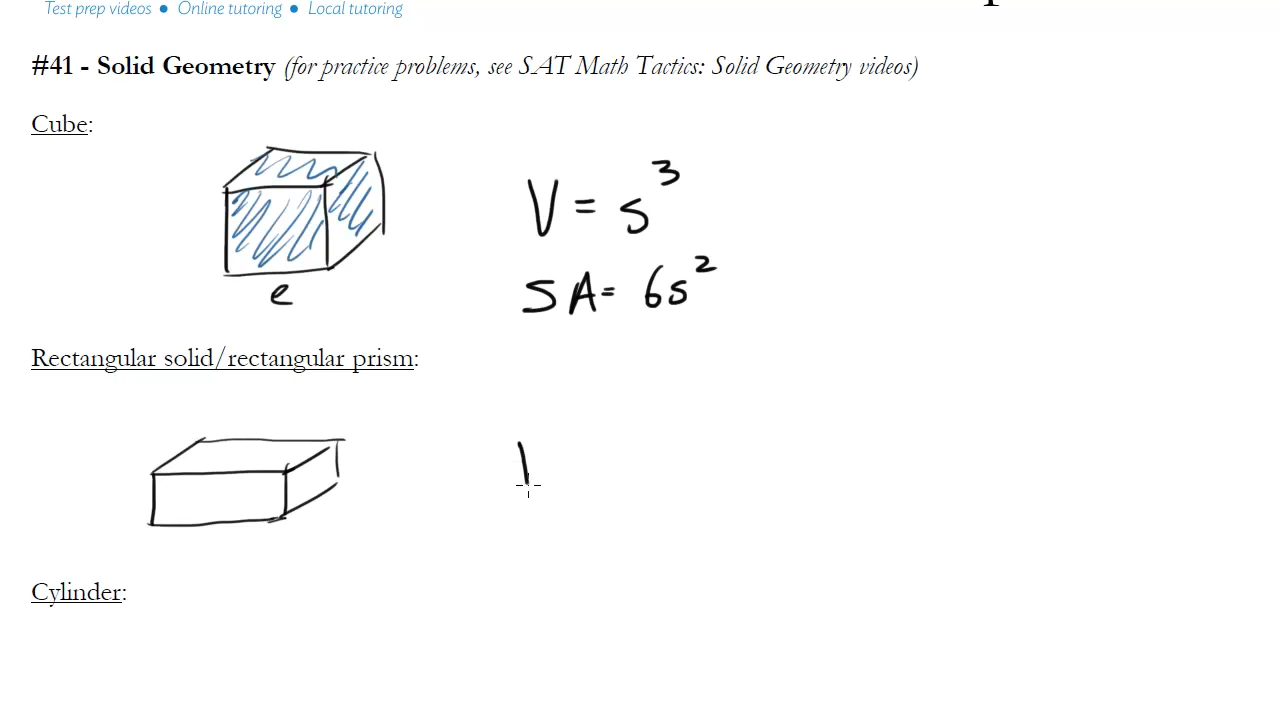 Test prep videos ● Online tutoring ● Local tutoring
#41 - Solid Geometry (for practice problems, see SAT Math Tactics: Solid Geometry videos)
Cube:
V = s³
SA = 6s²
e
Rectangular solid/rectangular prism:
Cylinder: